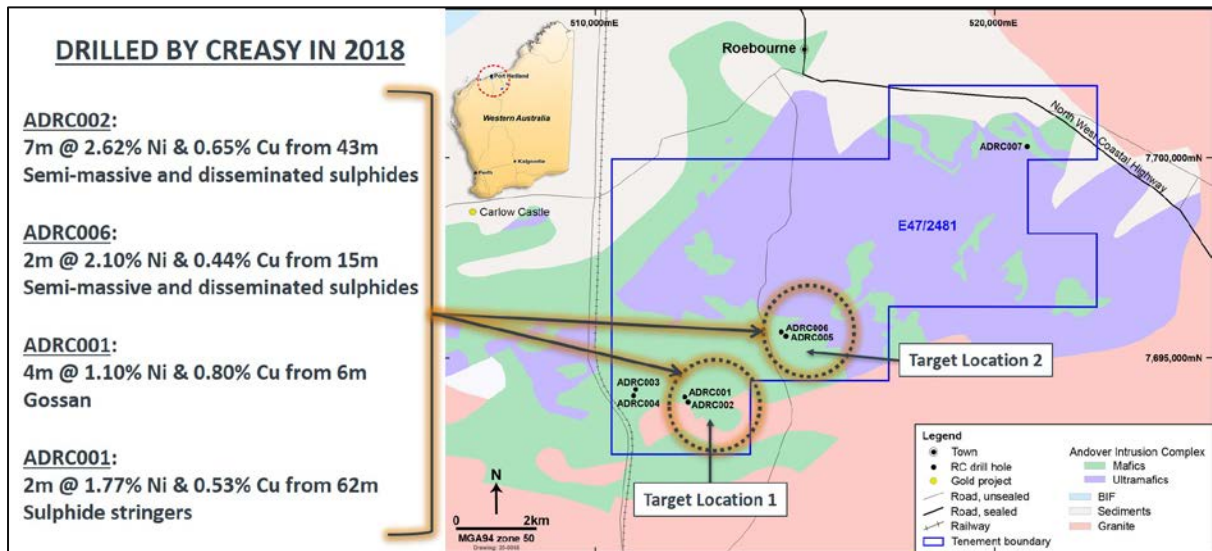 DRILLED BY CREASY IN 2018
ADRC002:
7m @ 2.62% Ni & 0.65% Cu from 43m
Semi-massive and disseminated sulphides
ADRC006:
2m @ 2.10% Ni & 0.44% Cu from 15m
Semi-massive and disseminated sulphides
ADRC001:
4m @ 1.10% Ni & 0.80% Cu from 6m
Gossan
ADRC001:
2m @ 1.77% Ni & 0.53% Cu from 62m
Sulphide stringers
510,000mE
520,000mE
Roebourne
Port Hedland
Western Australia
Kalgoorlie
Perth
North West Coastal Highway
ADRC007
7,700,000mN
Carlow Castle
E47/2481
ADRC006
ADRC005
Target Location 2
7,695,000mN
ADRC003
ADRC004
ADRC001
ADRC002
Target Location 1
N
0 2km
MGA94 zone 50
Legend
Town
RC drill hole
Gold project
Road, unsealed
Road, sealed
Railway
Tenement boundary
Andover Intrusion Complex
Mafics
Ultramafics
BIF
Sediments
Granite